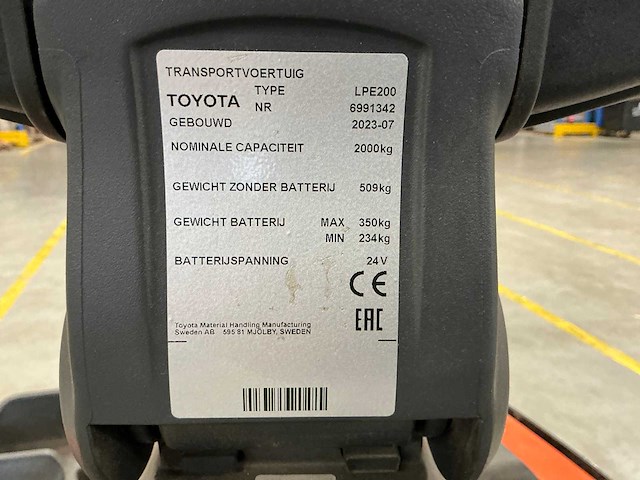 TRANSPORTVOERTUIG
TYPE LPE200
TOYOTA NR 6991342
GEBOUWD 2023-07
NOMINALE CAPACITEIT 2000kg
GEWICHT ZONDER BATTERIJ 509kg
GEWICHT BATTERIJ MAX 350kg
MIN 234kg
BATTERIJSPANNING 24V
CE
EAC
Toyota Material Handling Manufacturing
Sweden AB 595 81 MJÖLBY, SWEDEN